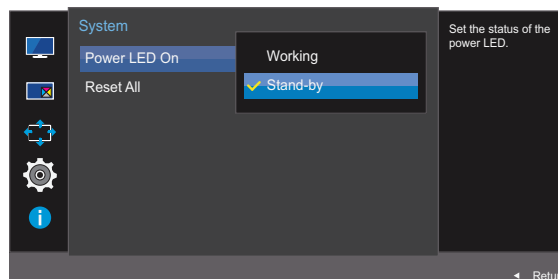 System
Set the status of the
power LED.
Power LED On
Working
Reset All
Stand-by